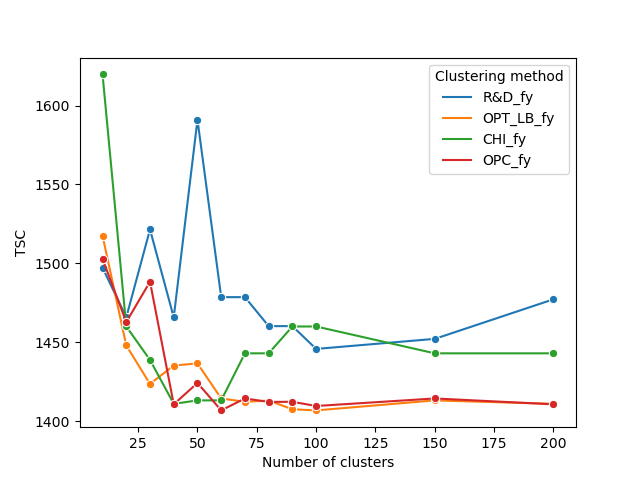 1600
1550
1500
1450
1400
TSC
25
50
75
100
125
150
175
200
Number of clusters
Clustering method
R&D_fy
OPT_LB_fy
CHI_fy
OPC_fy